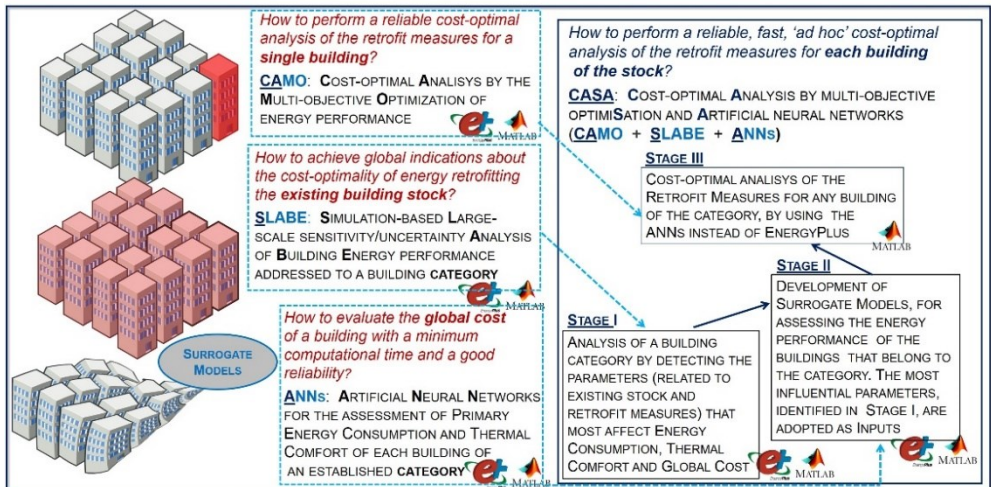 How to perform a reliable cost-optimal
analysis of the retrofit measures for a
single building?
CAMO: COST-OPTIMAL ANALISYS BY THE
MULTI-OBJECTIVE OPTIMIZATION OF
ENERGY PERFORMANCE
EnergyPlus MATLAB
How to achieve global indications about
the cost-optimality of energy retrofitting
the existing building stock?
SLABE: SIMULATION-BASED LARGE-
SCALE SENSITIVITY/UNCERTAINTY ANALYSIS
OF BUILDING ENERGY PERFORMANCE
ADDRESSED TO A BUILDING CATEGORY
EnergyPlus MATLAB
SURROGATE
MODELS
How to evaluate the global cost
of a building with a minimum
computational time and a good
reliability?
ANNs: ARTIFICIAL NEURAL NETWORKS
FOR THE ASSESSMENT OF PRIMARY
ENERGY CONSUMPTION AND THERMAL
COMFORT OF EACH BUILDING OF
AN ESTABLISHED CATEGORY
EnergyPlus MATLAB
How to perform a reliable, fast, 'ad hoc' cost-optimal
analysis of the retrofit measures for each building
of the stock?
CASA: COST-OPTIMAL ANALYSIS BY MULTI-OBJECTIVE
OPTIMISATION AND ARTIFICIAL NEURAL NETWORKS
(CAMO + SLABE + ANNS)
STAGE III
COST-OPTIMAL ANALISYS OF THE
RETROFIT MEASURES FOR ANY BUILDING
OF THE CATEGORY, BY USING THE
ANNS INSTEAD OF ENERGYPLUS
MATLAB
STAGE II
DEVELOPMENT OF
SURROGATE MODELS, FOR
ASSESSING THE ENERGY
PERFORMANCE OF THE
BUILDINGS THAT BELONG TO
THE CATEGORY. THE MOST
INFLUENTIAL PARAMETERS,
IDENTIFIED IN STAGE I, ARE
ADOPTED AS INPUTS
EnergyPlus MATLAB
STAGE I
ANALYSIS OF A BUILDING
CATEGORY BY DETECTING THE
PARAMETERS (RELATED TO
EXISTING STOCK AND
RETROFIT MEASURES) THAT
MOST AFFECT ENERGY
CONSUMPTION, THERMAL
COMFORT AND GLOBAL COST
EnergyPlus MATLAB